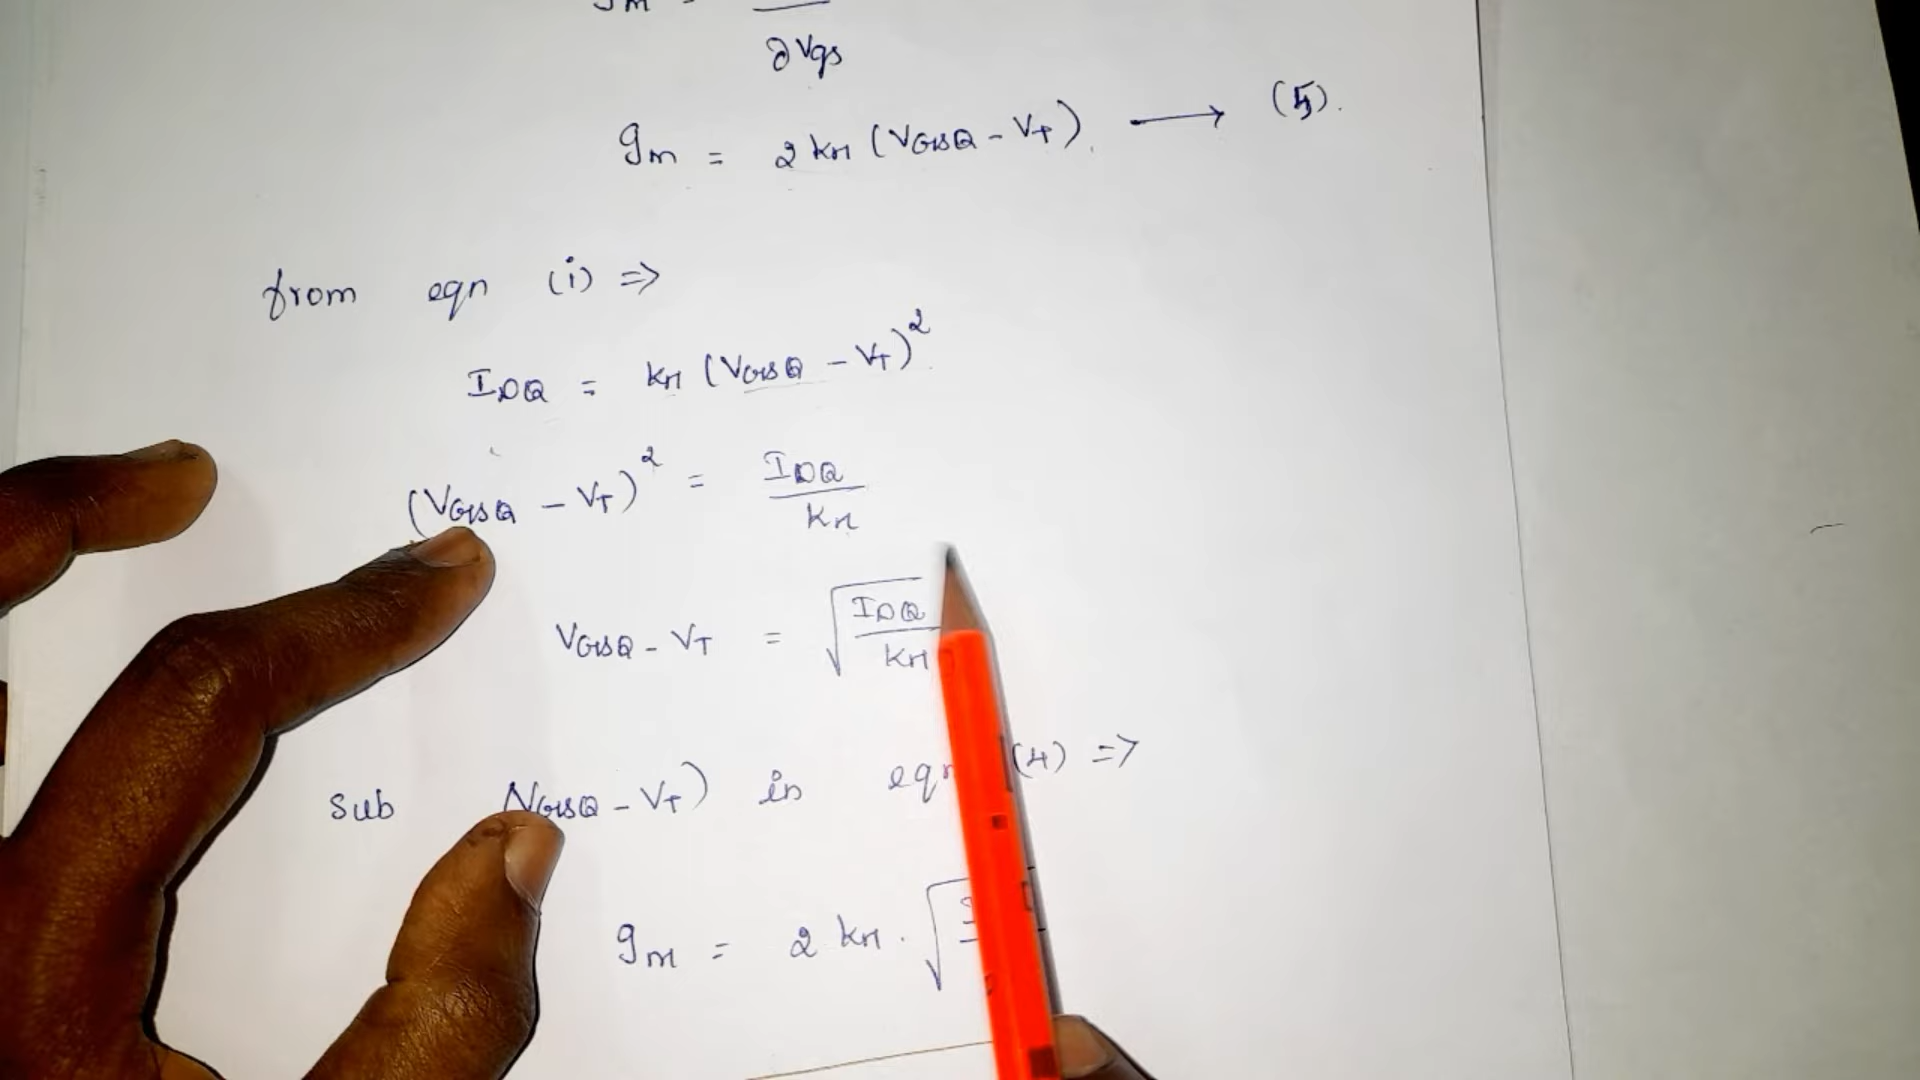 ∂Vgs
gm = 2 kn (VGSQ - VT) ⟶ (5).
from eqn (i) ⇒
IDQ = kn (VGSQ - VT)²
(VGSQ - VT)² = IDQ / kn
VGSQ - VT = √ IDQ / kn
Sub VGSQ - VT) in eqn (4) ⇒
gm = 2 kn . √